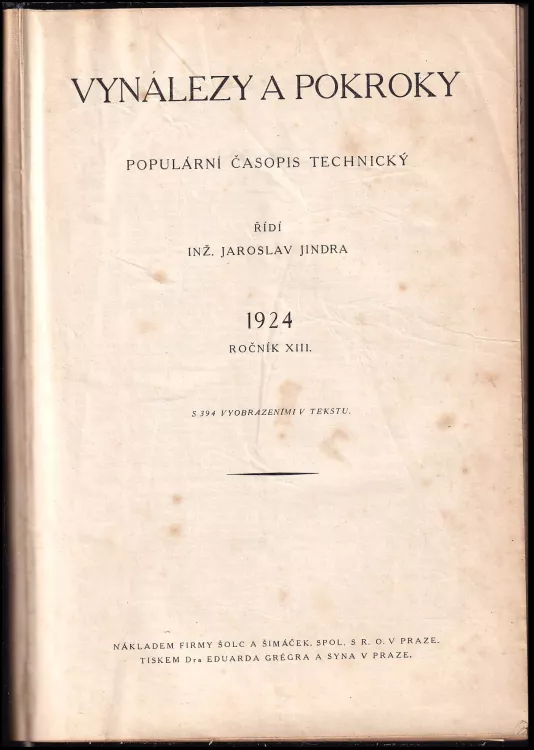 VYNÁLEZY A POKROKY
POPULÁRNÍ ČASOPIS TECHNICKÝ
ŘÍDÍ
INŽ. JAROSLAV JINDRA
1924
ROČNÍK XIII.
S 394 VYOBRAZENÍMI V TEKSTU.
NÁKLADEM FIRMY ŠOLC A ŠIMÁČEK, SPOL. S R. O. V PRAZE.
TISKEM Dra EDUARDA GRÉGRA A SYNA V PRAZE.